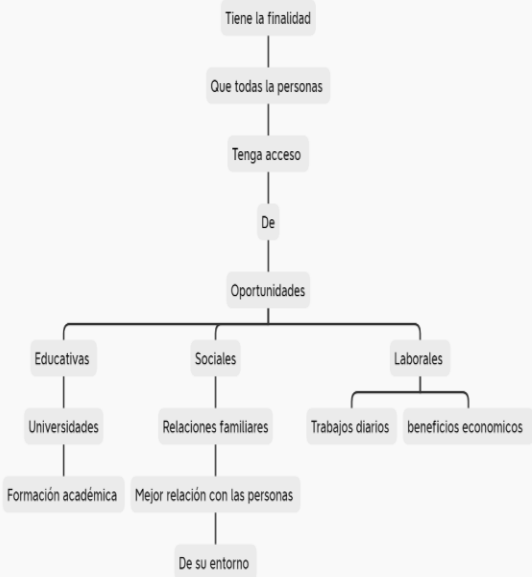 Tiene la finalidad
Que todas la personas
Tenga acceso
De
Oportunidades
Educativas
Sociales
Laborales
Universidades
Relaciones familiares
Trabajos diarios
beneficios economicos
Formación académica
Mejor relación con las personas
De su entorno